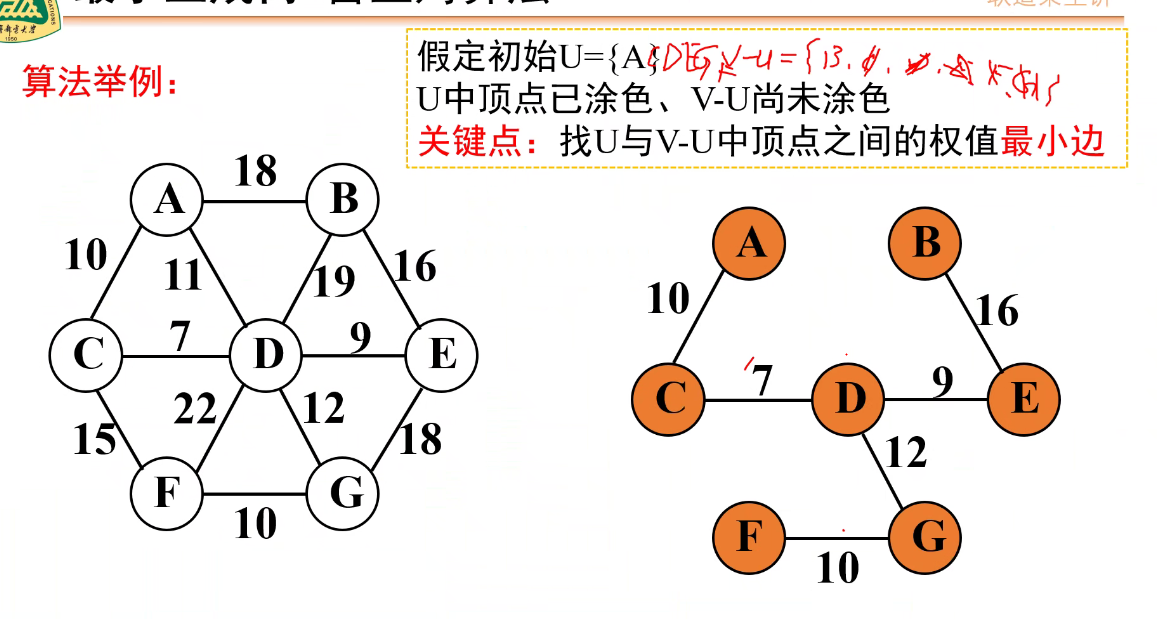 1950
算法举例：
假定初始U={A}
U中顶点已涂色、V-U尚未涂色
关键点：找U与V-U中顶点之间的权值最小边
18
A B
10 11 19 16
7 9
C D E
22 12
15 18
F G
10
A B
10 16
7 9
C D E
12
F G
10